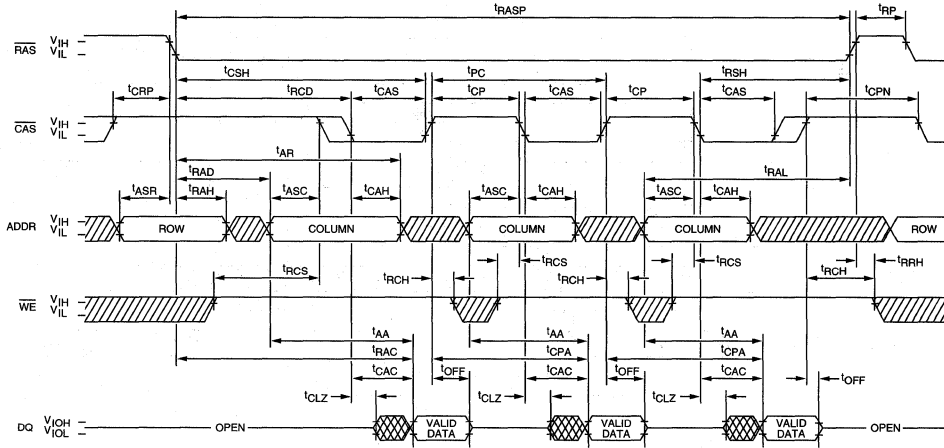 tRASP tRP
RAS VIH
VIL
tCSH tPC tRSH
tCRP tRCD tCAS tCP tCAS tCP tCAS tCPN
CAS VIH
VIL
tAR
tRAD tRAL
tASR tRAH tASC tCAH tASC tCAH tASC tCAH
ADDR VIH
VIL
ROW COLUMN COLUMN COLUMN ROW
tRCS tRCH tRCS tRCH tRCS tRCH tRRH
WE VIH
VIL
tAA tAA tAA
tRAC tCPA tCPA
tCAC tOFF tCAC tOFF tCAC tOFF
tCLZ tCLZ tCLZ
DQ VIOH
VIOL
OPEN VALID DATA VALID DATA VALID DATA OPEN